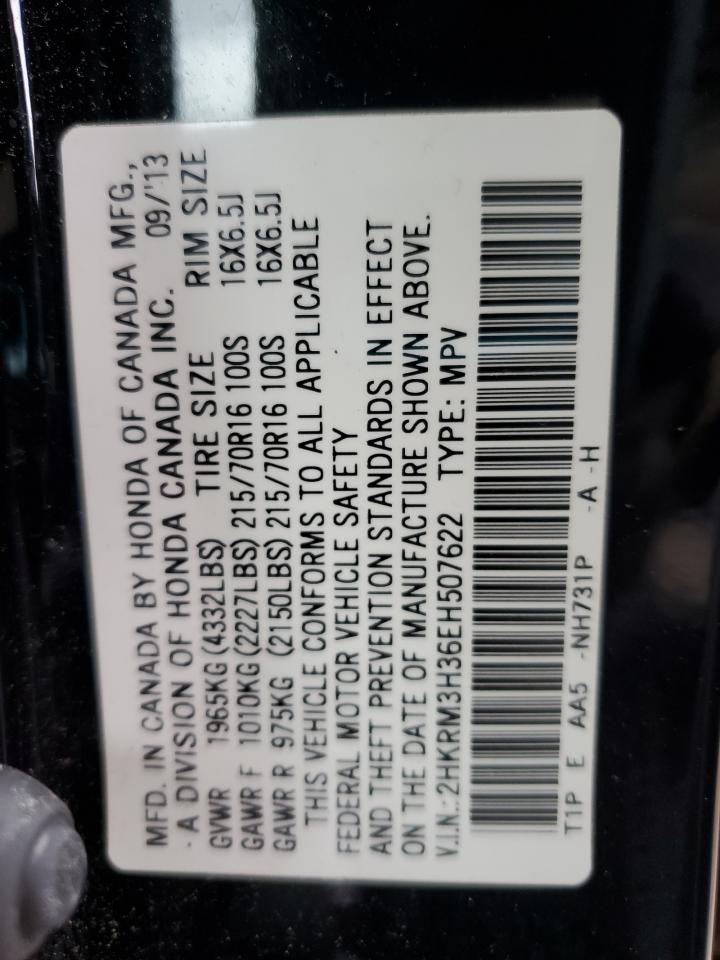 MFD. IN CANADA BY HONDA OF CANADA MFG.,
A DIVISION OF HONDA CANADA INC. 09/'13
GVWR 1965KG (4332LBS) TIRE SIZE RIM SIZE
GAWR F 1010KG (2227LBS) 215/70R16 100S 16X6.5J
GAWR R 975KG (2150LBS) 215/70R16 100S 16X6.5J
THIS VEHICLE CONFORMS TO ALL APPLICABLE
FEDERAL MOTOR VEHICLE SAFETY
AND THEFT PREVENTION STANDARDS IN EFFECT
ON THE DATE OF MANUFACTURE SHOWN ABOVE.
V.I.N.: 2HKRM3H36EH507622 TYPE: MPV
T1P E AA5 -NH731P -A -H